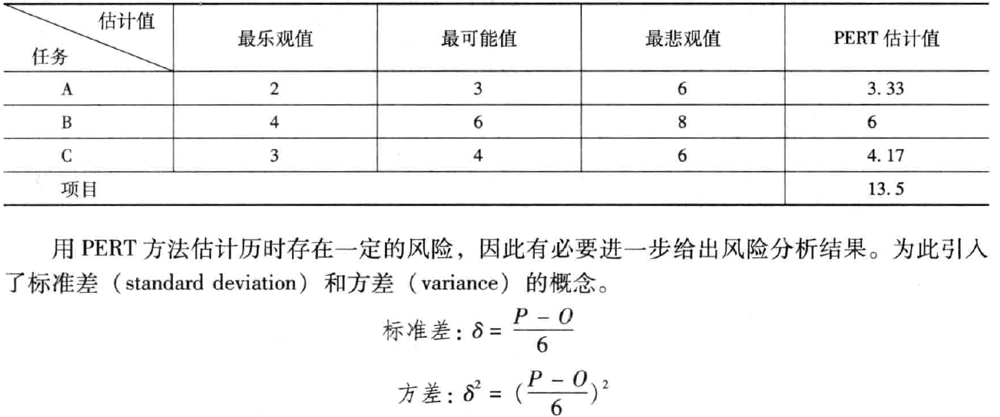 估计值
任务
最乐观值 最可能值 最悲观值 PERT 估计值
A 2 3 6 3.33
B 4 6 8 6
C 3 4 6 4.17
项目 13.5
用 PERT 方法估计历时存在一定的风险，因此有必要进一步给出风险分析结果。为此引入
了标准差（standard deviation）和方差（variance）的概念。
标准差：δ = \frac{P - O}{6}
方差：δ² = (\frac{P - O}{6})²